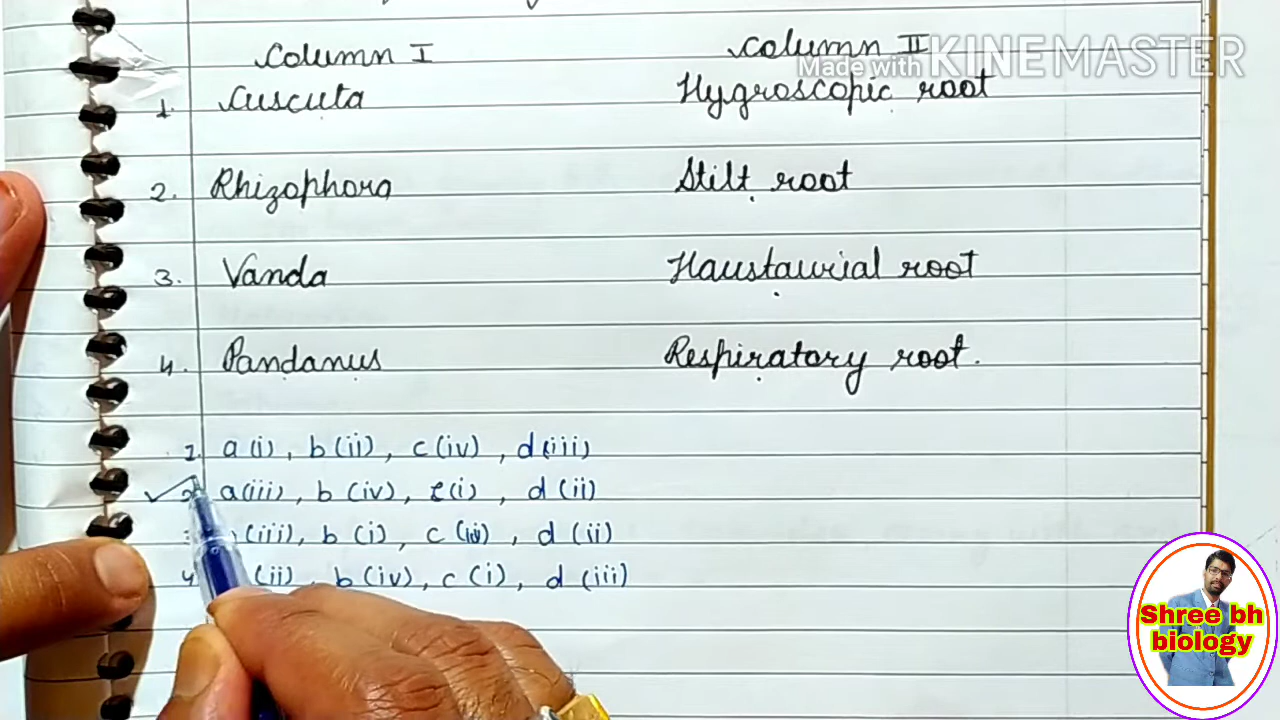 Column I Column II
Made with KINEMASTER
1. Cuscuta Hygroscopic root
2. Rhizophora Stilt root
3. Vanda Haustaurial root
4. Pandanus Respiratory root.
1. a (i), b (ii), c (iv), d (iii)
2. a (iii), b (iv), c (i), d (ii)
3. (iii), b (i), c (iv), d (ii)
4. (ii), b (iv), c (i), d (iii)
Shree bh
biology